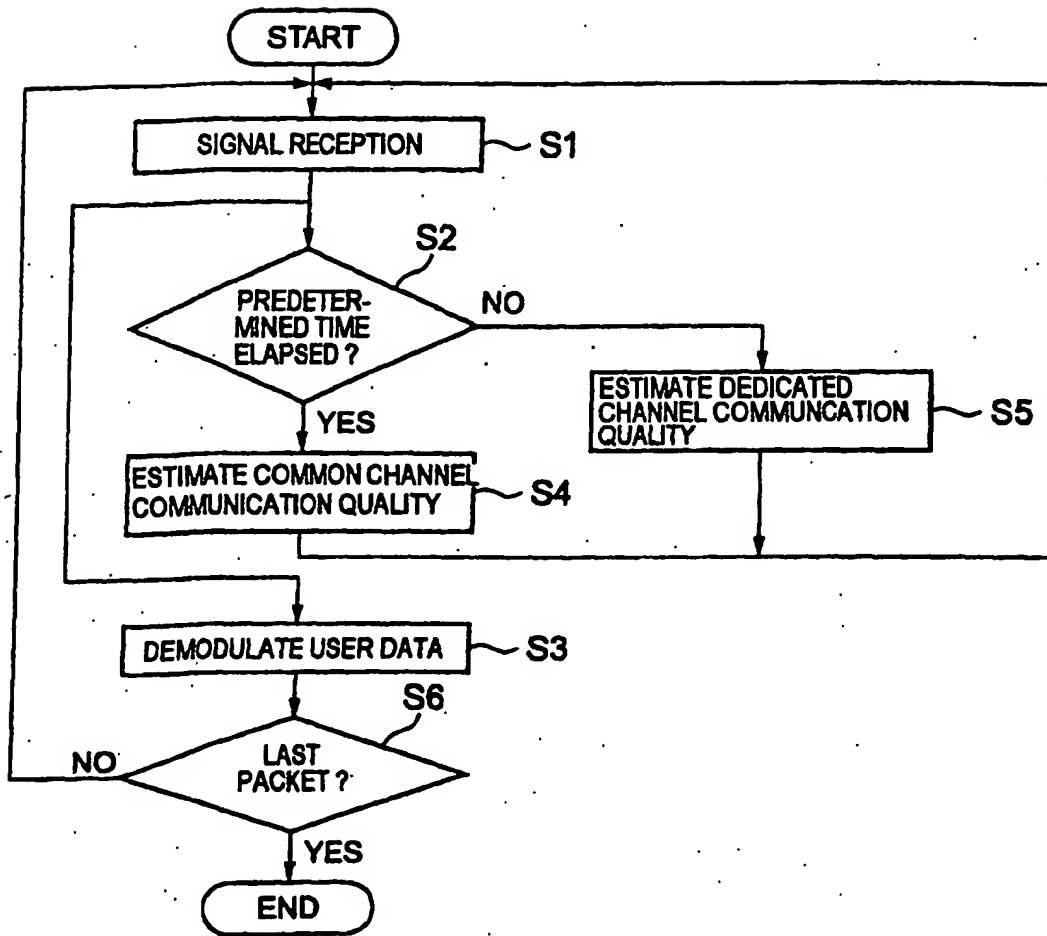 START
SIGNAL RECEPTION
S1
S2
PREDETER-
MINED TIME
ELAPSED ?
NO
YES
ESTIMATE DEDICATED
CHANNEL COMMUNCATION
QUALITY
S5
ESTIMATE COMMON CHANNEL
COMMUNICATION QUALITY
S4
DEMODULATE USER DATA
S3
S6
LAST
PACKET ?
NO
YES
END